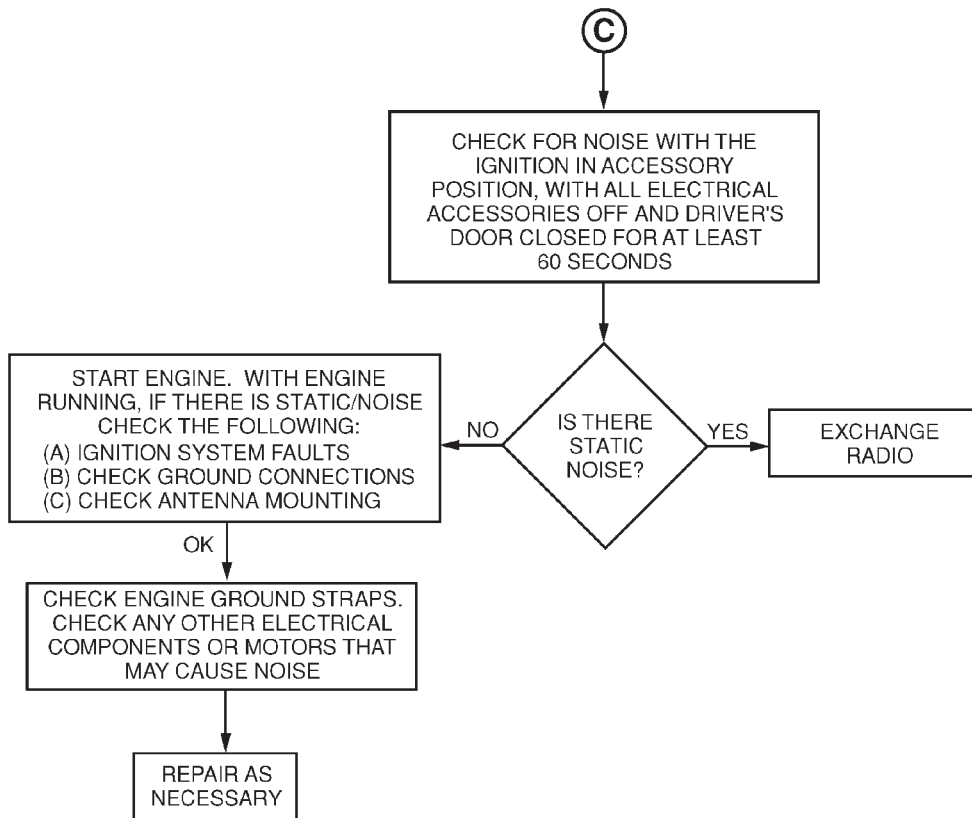 C
CHECK FOR NOISE WITH THE
IGNITION IN ACCESSORY
POSITION, WITH ALL ELECTRICAL
ACCESSORIES OFF AND DRIVER'S
DOOR CLOSED FOR AT LEAST
60 SECONDS
IS THERE
STATIC
NOISE?
YES
EXCHANGE
RADIO
NO
START ENGINE. WITH ENGINE
RUNNING, IF THERE IS STATIC/NOISE
CHECK THE FOLLOWING:
(A) IGNITION SYSTEM FAULTS
(B) CHECK GROUND CONNECTIONS
(C) CHECK ANTENNA MOUNTING
OK
CHECK ENGINE GROUND STRAPS.
CHECK ANY OTHER ELECTRICAL
COMPONENTS OR MOTORS THAT
MAY CAUSE NOISE
REPAIR AS
NECESSARY